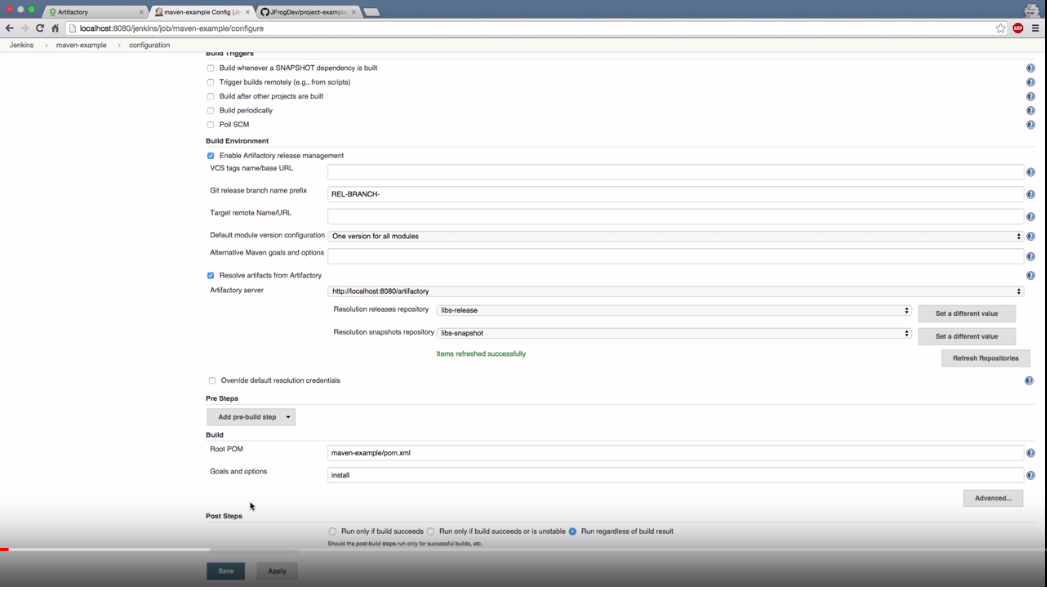 Artifactory
maven-example Config [Je
JFrogDev/project-example
localhost:8080/jenkins/job/maven-example/configure
ABP
Jenkins maven-example configuration
Build Triggers
Build whenever a SNAPSHOT dependency is built
Trigger builds remotely (e.g., from scripts)
Build after other projects are built
Build periodically
Poll SCM
Build Environment
Enable Artifactory release management
VCS tags name/base URL
Git release branch name prefix REL-BRANCH-
Target remote Name/URL
Default module version configuration One version for all modules
Alternative Maven goals and options
Resolve artifacts from Artifactory
Artifactory server http://localhost:8080/artifactory
Resolution releases repository libs-release Set a different value
Resolution snapshots repository libs-snapshot Set a different value
Items refreshed successfully
Refresh Repositories
Override default resolution credentials
Pre Steps
Add pre-build step
Build
Root POM maven-example/pom.xml
Goals and options install
Advanced...
Post Steps
Run only if build succeeds Run only if build succeeds or is unstable Run regardless of build result
Should the post-build steps run only for successful builds, etc.
Save Apply